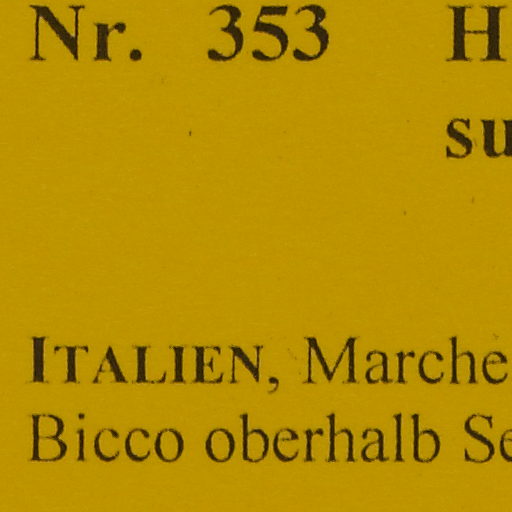 Nr. 353 H
su
ITALIEN, Marche
Bicco oberhalb Se